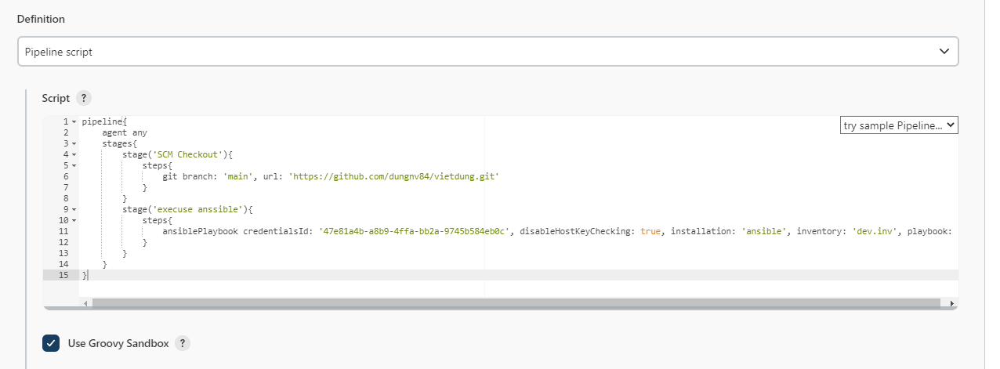 Definition
Pipeline script
Script ?
try sample Pipeline...
1 pipeline{
2 agent any
3 stages{
4 stage('SCM Checkout'){
5 steps{
6 git branch: 'main', url: 'https://github.com/dungnv84/vietdung.git'
7 }
8 }
9 stage('execuse anssible'){
10 steps{
11 ansiblePlaybook credentialsId: '47e81a4b-a8b9-4ffa-bb2a-9745b584eb0c', disableHostKeyChecking: true, installation: 'ansible', inventory: 'dev.inv', playbook:
12 }
13 }
14 }
15 }
Use Groovy Sandbox ?